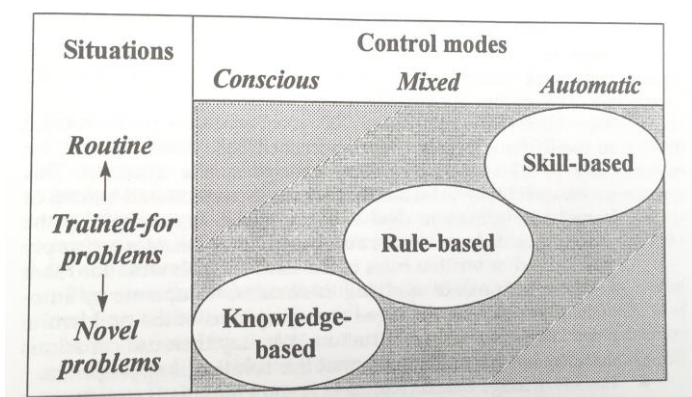 Situations
Control modes
Conscious Mixed Automatic
Routine
Skill-based
Trained-for
problems
Rule-based
Novel
problems
Knowledge-
based